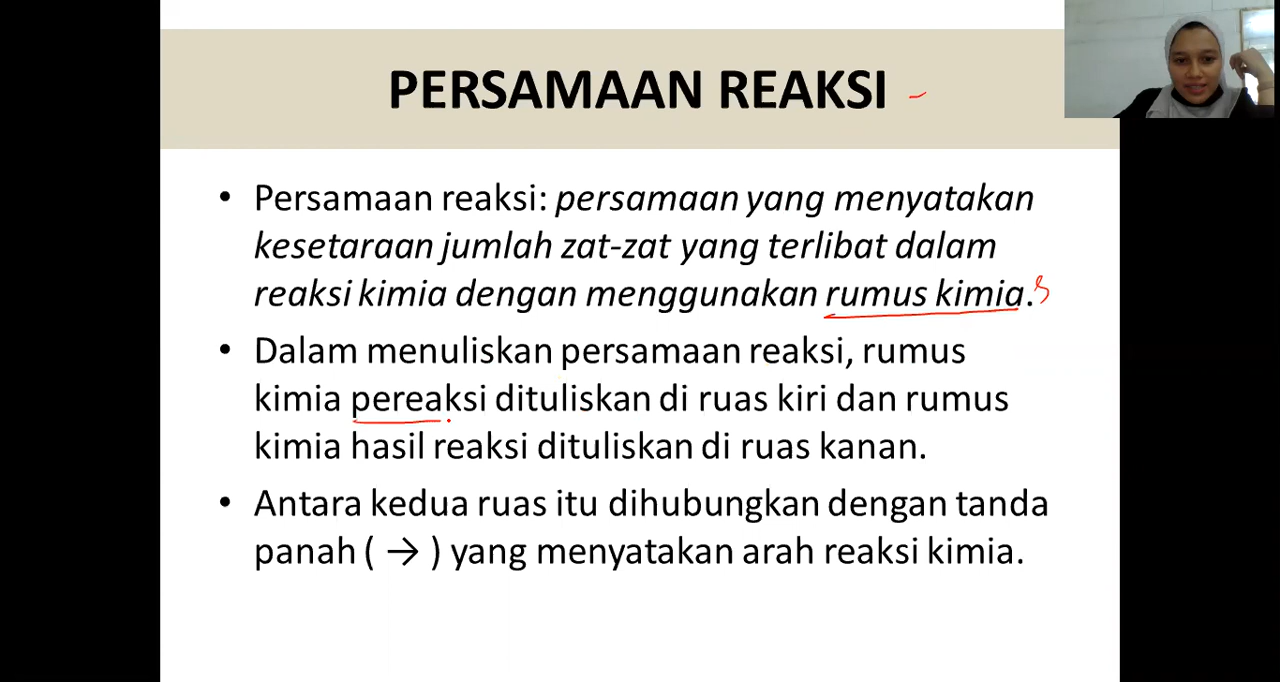 PERSAMAAN REAKSI
• Persamaan reaksi: persamaan yang menyatakan
kesetaraan jumlah zat-zat yang terlibat dalam
reaksi kimia dengan menggunakan rumus kimia.
• Dalam menuliskan persamaan reaksi, rumus
kimia pereaksi dituliskan di ruas kiri dan rumus
kimia hasil reaksi dituliskan di ruas kanan.
• Antara kedua ruas itu dihubungkan dengan tanda
panah ( → ) yang menyatakan arah reaksi kimia.